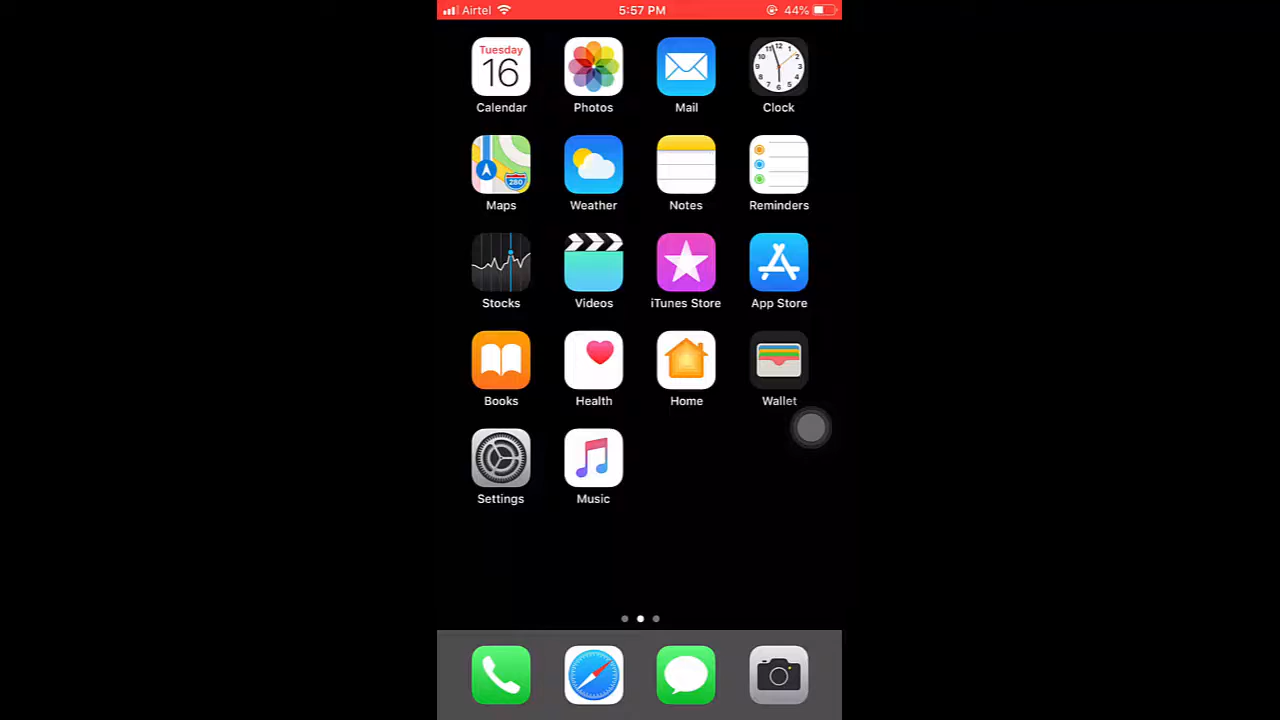 Airtel 5:57 PM 44%
Tuesday
16
Calendar Photos Mail Clock
280
Maps Weather Notes Reminders
Stocks Videos iTunes Store App Store
Books Health Home Wallet
Settings Music